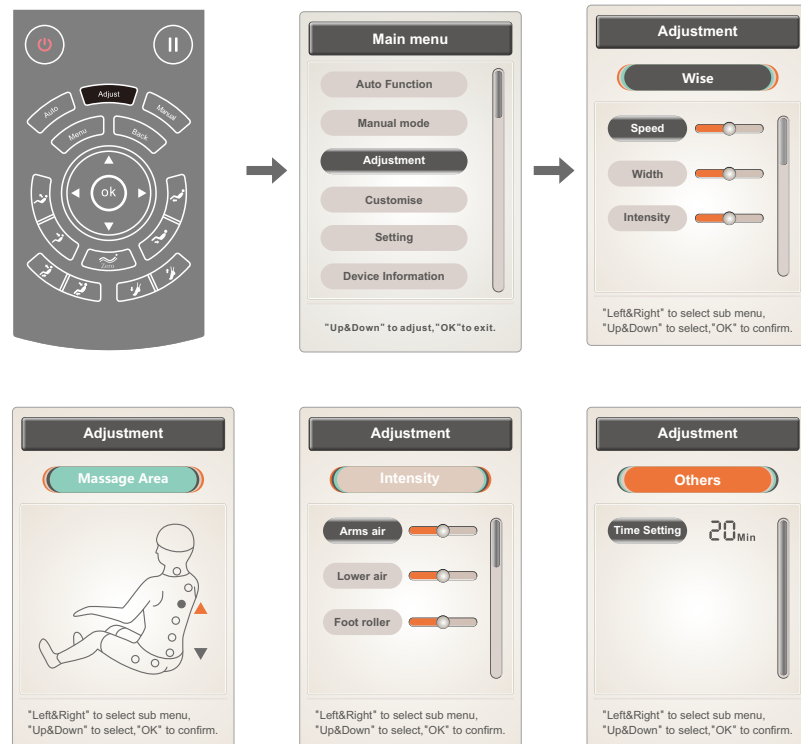 Adjust
Auto
Manual
Menu
Back
ok
Zero
Main menu
Auto Function
Manual mode
Adjustment
Customise
Setting
Device Information
"Up&Down" to adjust,"OK"to exit.
Adjustment
Wise
Speed
Width
Intensity
"Left&Right" to select sub menu,
"Up&Down" to select,"OK" to confirm.
Adjustment
Massage Area
"Left&Right" to select sub menu,
"Up&Down" to select,"OK" to confirm.
Adjustment
Intensity
Arms air
Lower air
Foot roller
"Left&Right" to select sub menu,
"Up&Down" to select,"OK" to confirm.
Adjustment
Others
Time Setting 20Min
"Left&Right" to select sub menu,
"Up&Down" to select,"OK" to confirm.